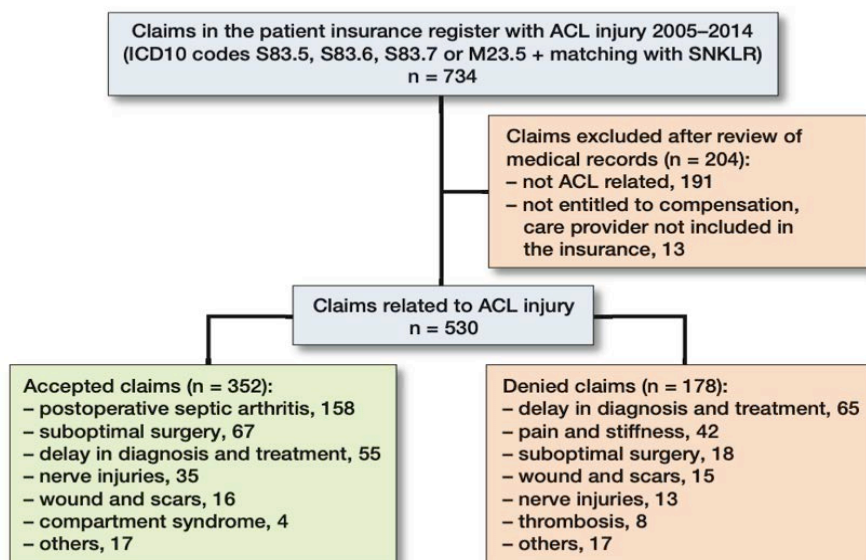 Claims in the patient insurance register with ACL injury 2005–2014
(ICD10 codes S83.5, S83.6, S83.7 or M23.5 + matching with SNKLR)
n = 734
Claims excluded after review of
medical records (n = 204):
– not ACL related, 191
– not entitled to compensation,
care provider not included in
the insurance, 13
Claims related to ACL injury
n = 530
Accepted claims (n = 352):
– postoperative septic arthritis, 158
– suboptimal surgery, 67
– delay in diagnosis and treatment, 55
– nerve injuries, 35
– wound and scars, 16
– compartment syndrome, 4
– others, 17
Denied claims (n = 178):
– delay in diagnosis and treatment, 65
– pain and stiffness, 42
– suboptimal surgery, 18
– wound and scars, 15
– nerve injuries, 13
– thrombosis, 8
– others, 17